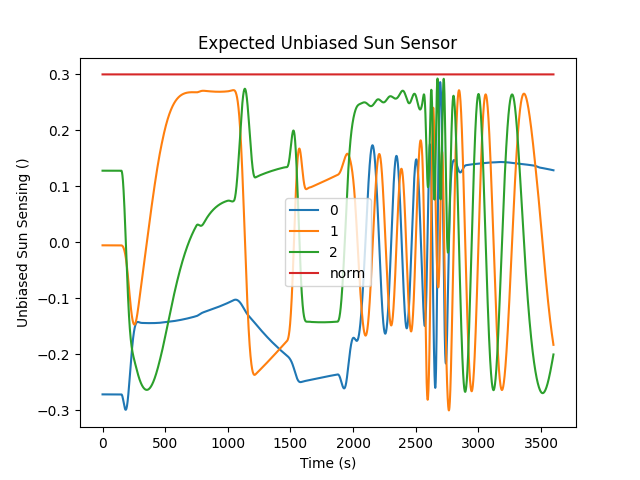 Expected Unbiased Sun Sensor
Unbiased Sun Sensing ()
0.3
0.2
0.1
0.0
−0.1
−0.2
−0.3
0
1
2
norm
0 500 1000 1500 2000 2500 3000 3500
Time (s)